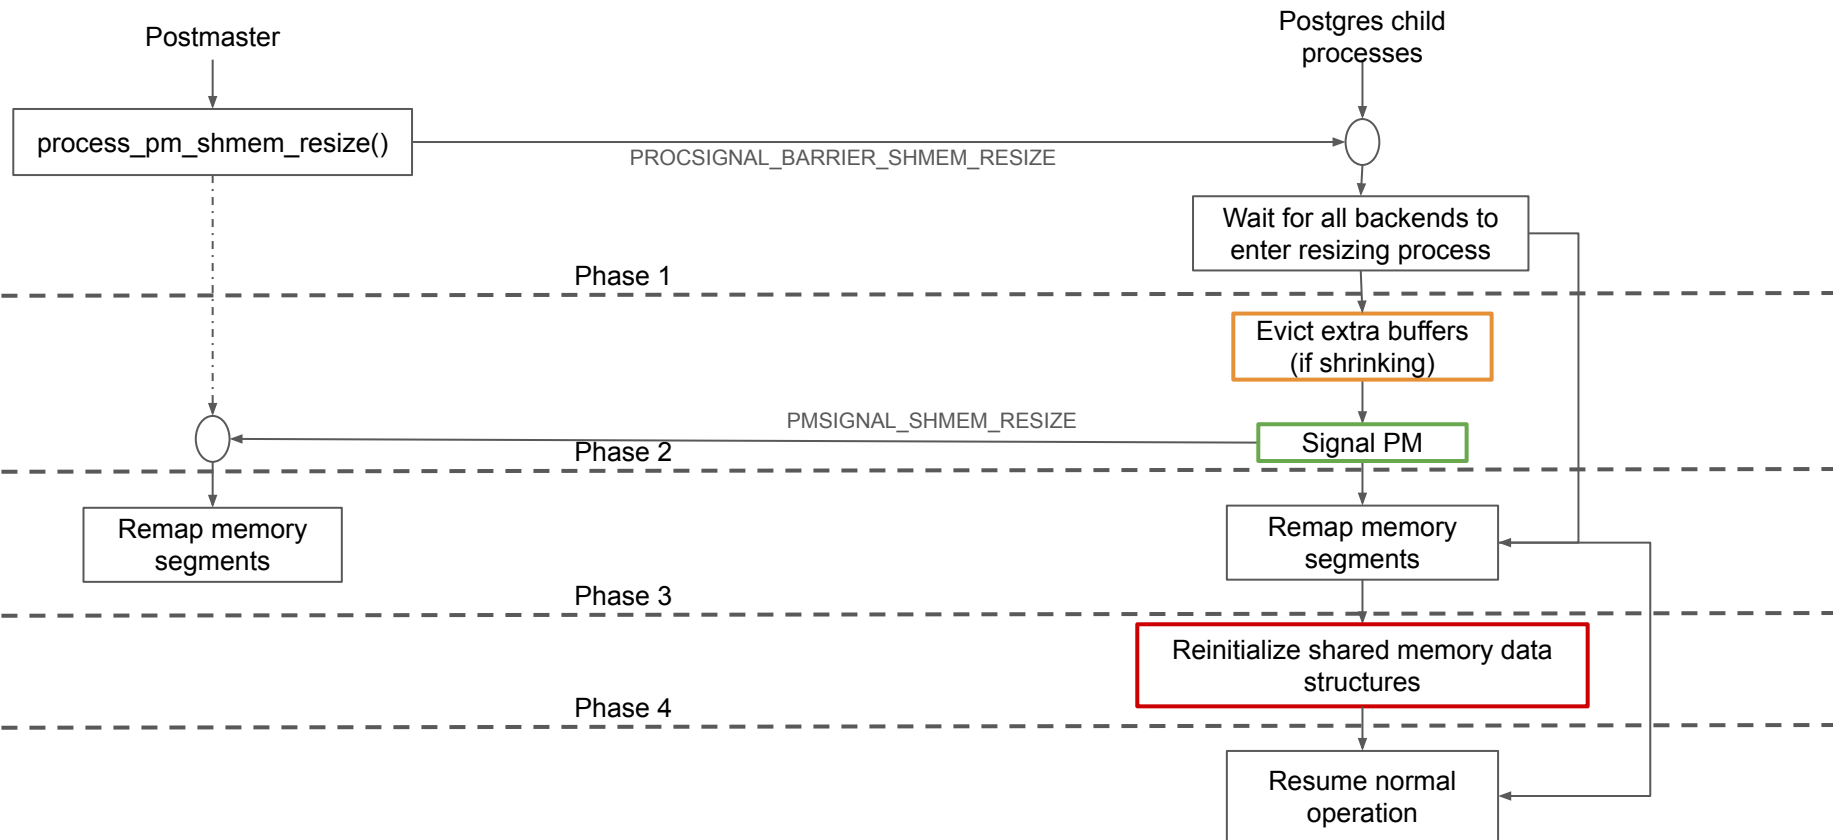 Postmaster
Postgres child
processes
process_pm_shmem_resize()
PROCSIGNAL_BARRIER_SHMEM_RESIZE
Wait for all backends to
enter resizing process
Phase 1
Evict extra buffers
(if shrinking)
PMSIGNAL_SHMEM_RESIZE
Signal PM
Phase 2
Remap memory
segments
Remap memory
segments
Phase 3
Reinitialize shared memory data
structures
Phase 4
Resume normal
operation